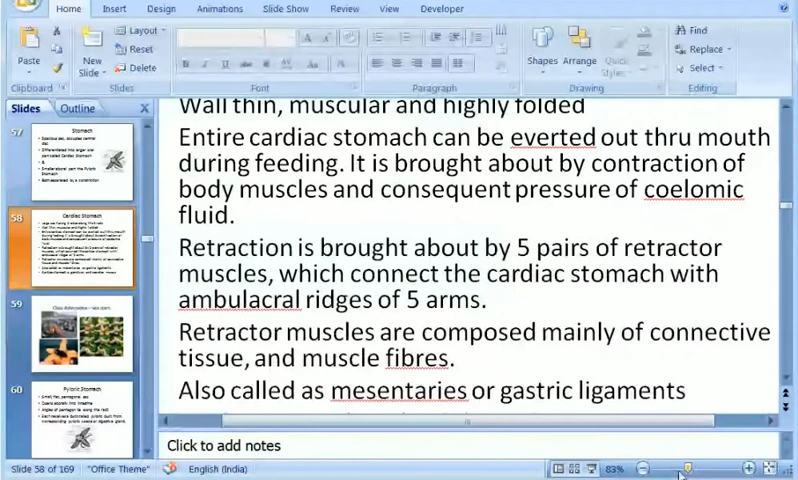 Home Insert Design Animations Slide Show Review View Developer
Paste
New
Slide
Layout
Reset
Delete
Shapes Arrange Quick
Styles
Find
Replace
Select
Clipboard Slides Font Paragraph Drawing Editing
Slides Outline
57
Stomach
58
Cardiac Stomach
59
60
Pyloric Stomach
Wall thin, muscular and highly folded
Entire cardiac stomach can be everted out thru mouth
during feeding. It is brought about by contraction of
body muscles and consequent pressure of coelomic
fluid.
Retraction is brought about by 5 pairs of retractor
muscles, which connect the cardiac stomach with
ambulacral ridges of 5 arms.
Retractor muscles are composed mainly of connective
tissue, and muscle fibres.
Also called as mesentaries or gastric ligaments
Click to add notes
Slide 58 of 169 "Office Theme" English (India) 83%